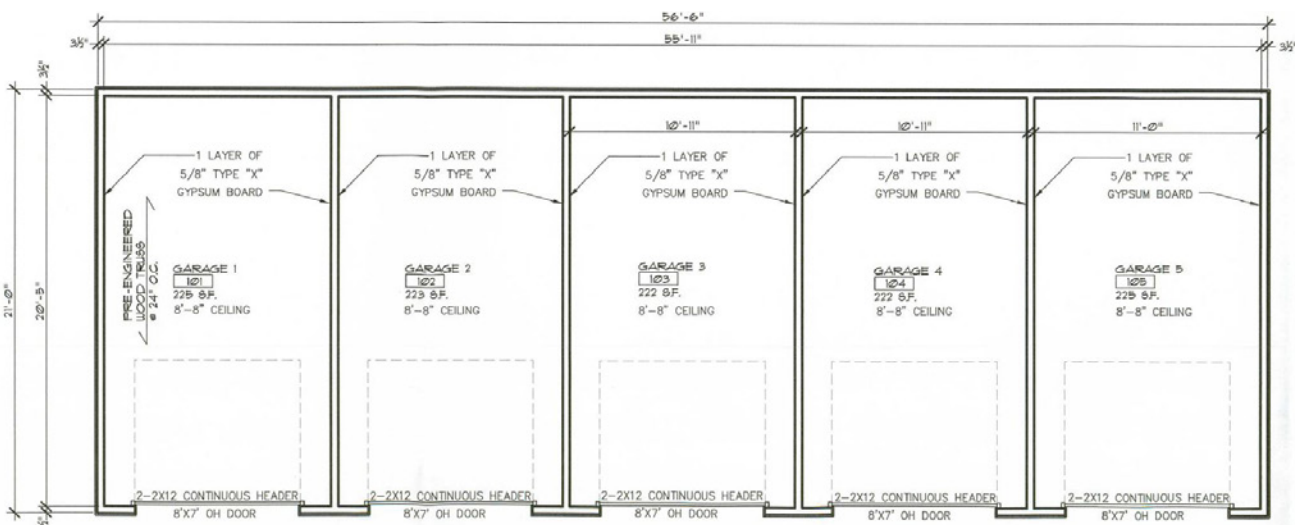 56'-6"
55'-11"
3½"
3½"
3½"
10'-11"
10'-11"
11'-0"
1 LAYER OF
5/8" TYPE "X"
GYPSUM BOARD
1 LAYER OF
5/8" TYPE "X"
GYPSUM BOARD
1 LAYER OF
5/8" TYPE "X"
GYPSUM BOARD
1 LAYER OF
5/8" TYPE "X"
GYPSUM BOARD
1 LAYER OF
5/8" TYPE "X"
GYPSUM BOARD
21'-0"
20'-5"
PRE-ENGINEERED
WOOD TRUSS
@ 24" O.C.
GARAGE 1
101
225 S.F.
8'-8" CEILING
GARAGE 2
102
223 S.F.
8'-8" CEILING
GARAGE 3
103
222 S.F.
8'-8" CEILING
GARAGE 4
104
222 S.F.
8'-8" CEILING
GARAGE 5
105
225 S.F.
8'-8" CEILING
2-2X12 CONTINUOUS HEADER
2-2X12 CONTINUOUS HEADER
2-2X12 CONTINUOUS HEADER
2-2X12 CONTINUOUS HEADER
2-2X12 CONTINUOUS HEADER
8'X7' OH DOOR
8'X7' OH DOOR
8'X7' OH DOOR
8'X7' OH DOOR
8'X7' OH DOOR